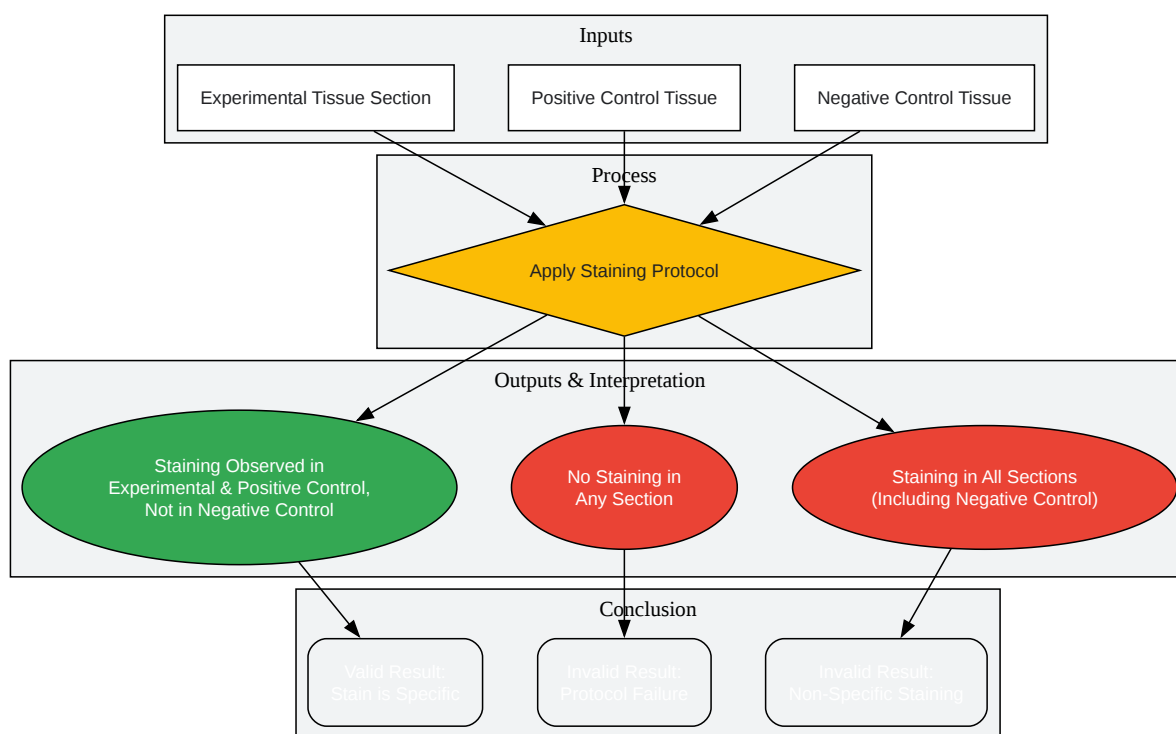 Inputs
Experimental Tissue Section
Positive Control Tissue
Negative Control Tissue
Process
Apply Staining Protocol
Outputs & Interpretation
Staining Observed in
Experimental & Positive Control,
Not in Negative Control
No Staining in
Any Section
Staining in All Sections
(Including Negative Control)
Conclusion
Valid Result:
Stain is Specific
Invalid Result:
Protocol Failure
Invalid Result:
Non-Specific Staining